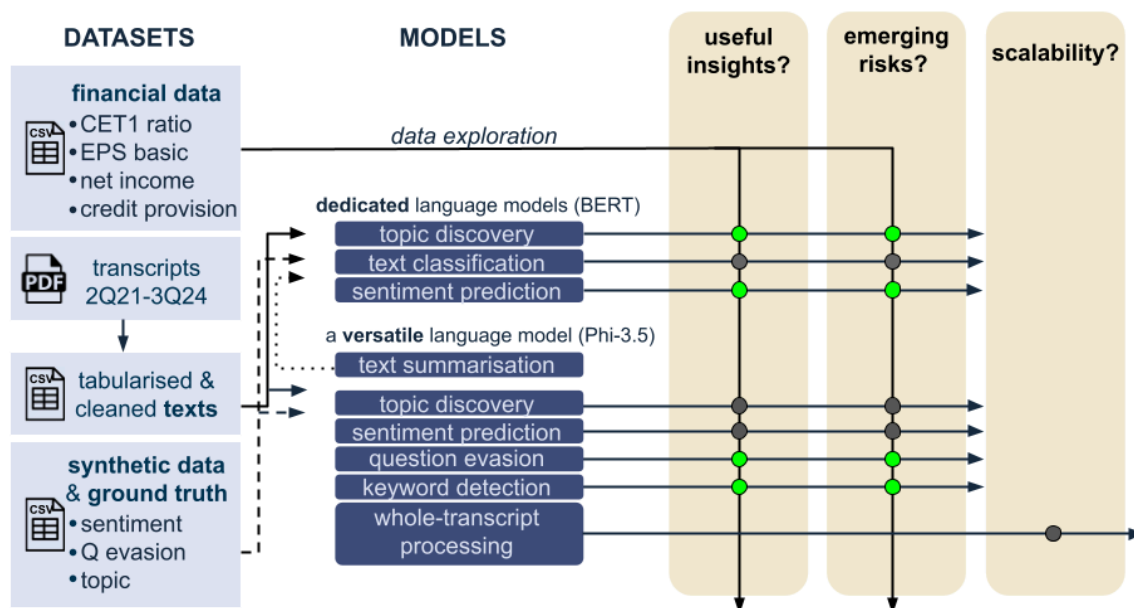 DATASETS
financial data
• CET1 ratio
• EPS basic
• net income
• credit provision
CSV
transcripts
2Q21-3Q24
PDF
tabularised &
cleaned texts
CSV
synthetic data
& ground truth
• sentiment
• Q evasion
• topic
CSV
MODELS
data exploration
dedicated language models (BERT)
topic discovery
text classification
sentiment prediction
a versatile language model (Phi-3.5)
text summarisation
topic discovery
sentiment prediction
question evasion
keyword detection
whole-transcript
processing
useful
insights?
emerging
risks?
scalability?